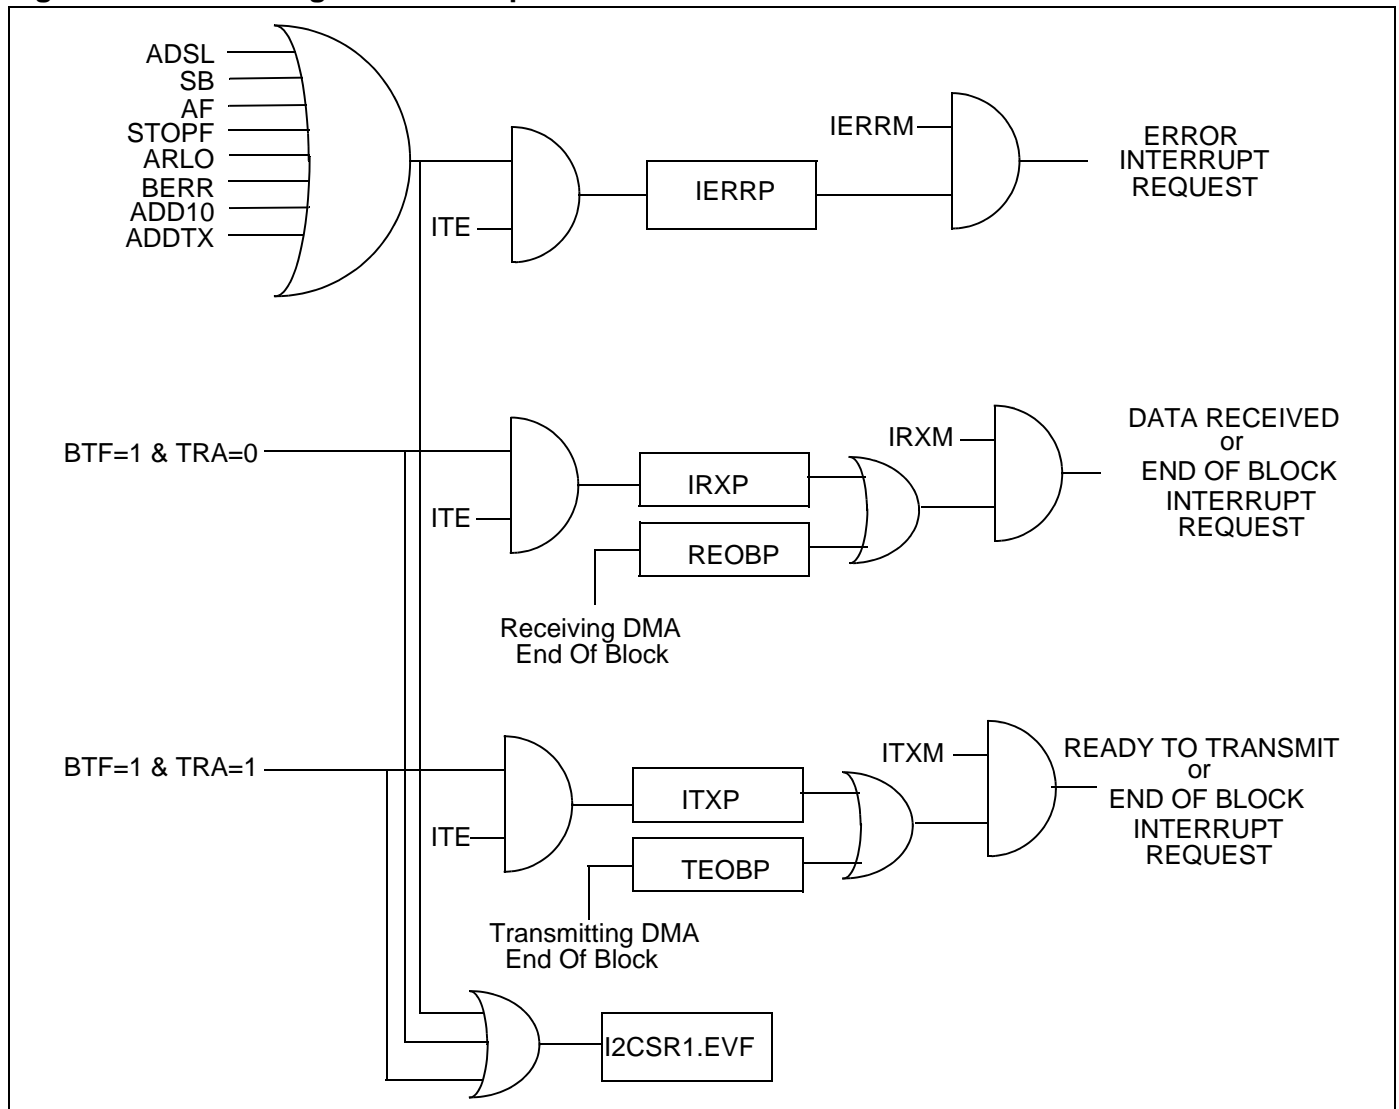 ADSL
SB
AF
STOPF
ARLO
BERR
ADD10
ADDTX
ITE
IERRP
IERRM
ERROR
INTERRUPT
REQUEST
BTF=1 & TRA=0
ITE
IRXP
REOBP
Receiving DMA
End Of Block
IRXM
DATA RECEIVED
or
END OF BLOCK
INTERRUPT
REQUEST
BTF=1 & TRA=1
ITE
ITXP
TEOBP
Transmitting DMA
End Of Block
ITXM
READY TO TRANSMIT
or
END OF BLOCK
INTERRUPT
REQUEST
I2CSR1.EVF